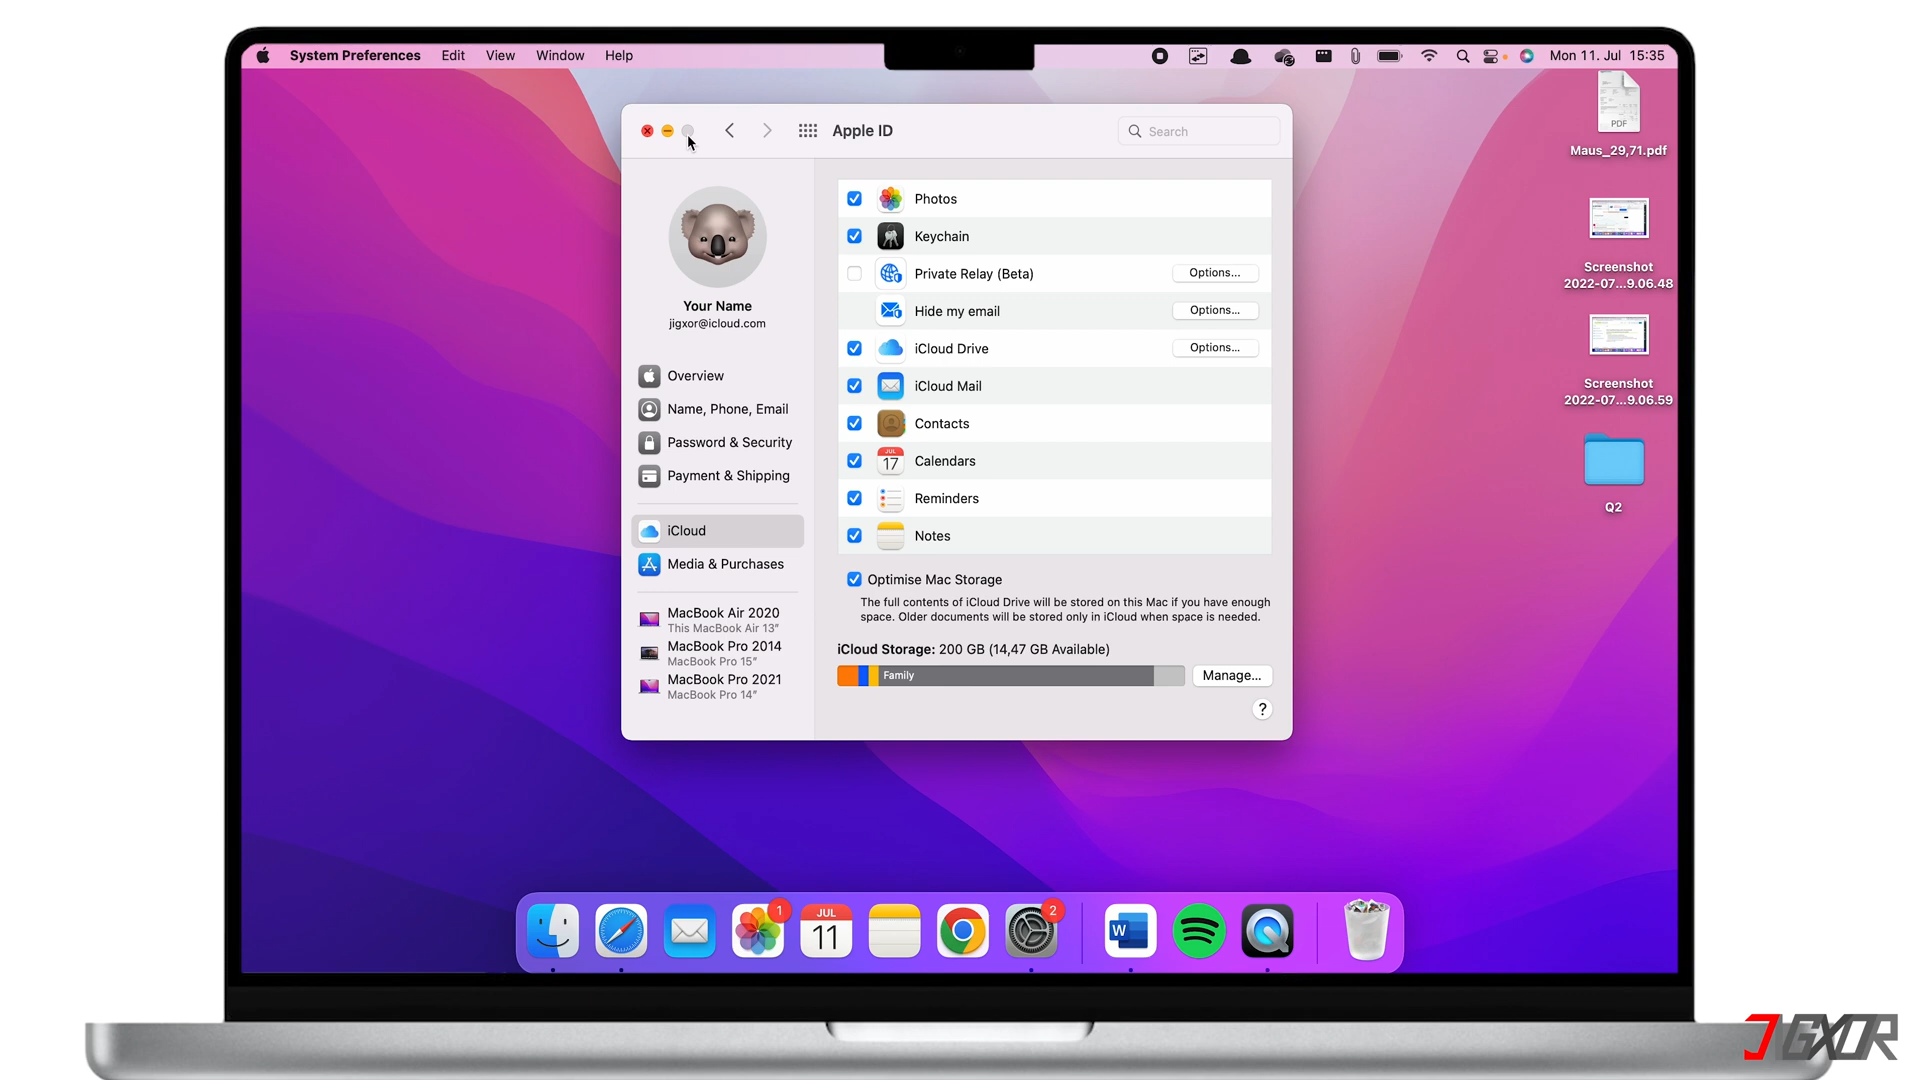 System Preferences Edit View Window Help
Mon 11. Jul 15:35
Apple ID
Search
Your Name
jigxor@icloud.com
Overview
Name, Phone, Email
Password & Security
Payment & Shipping
iCloud
Media & Purchases
MacBook Air 2020
This MacBook Air 13″
MacBook Pro 2014
MacBook Pro 15″
MacBook Pro 2021
MacBook Pro 14″
Photos
Keychain
Private Relay (Beta) Options...
Hide my email Options...
iCloud Drive Options...
iCloud Mail
Contacts
JUL
17
Calendars
Reminders
Notes
Optimise Mac Storage
The full contents of iCloud Drive will be stored on this Mac if you have enough
space. Older documents will be stored only in iCloud when space is needed.
iCloud Storage: 200 GB (14,47 GB Available)
Family
Manage...
?
PDF
Maus_29,71.pdf
Screenshot
2022-07...9.06.48
Screenshot
2022-07...9.06.59
Q2
1
JUL
11
2
W
JIGXOR